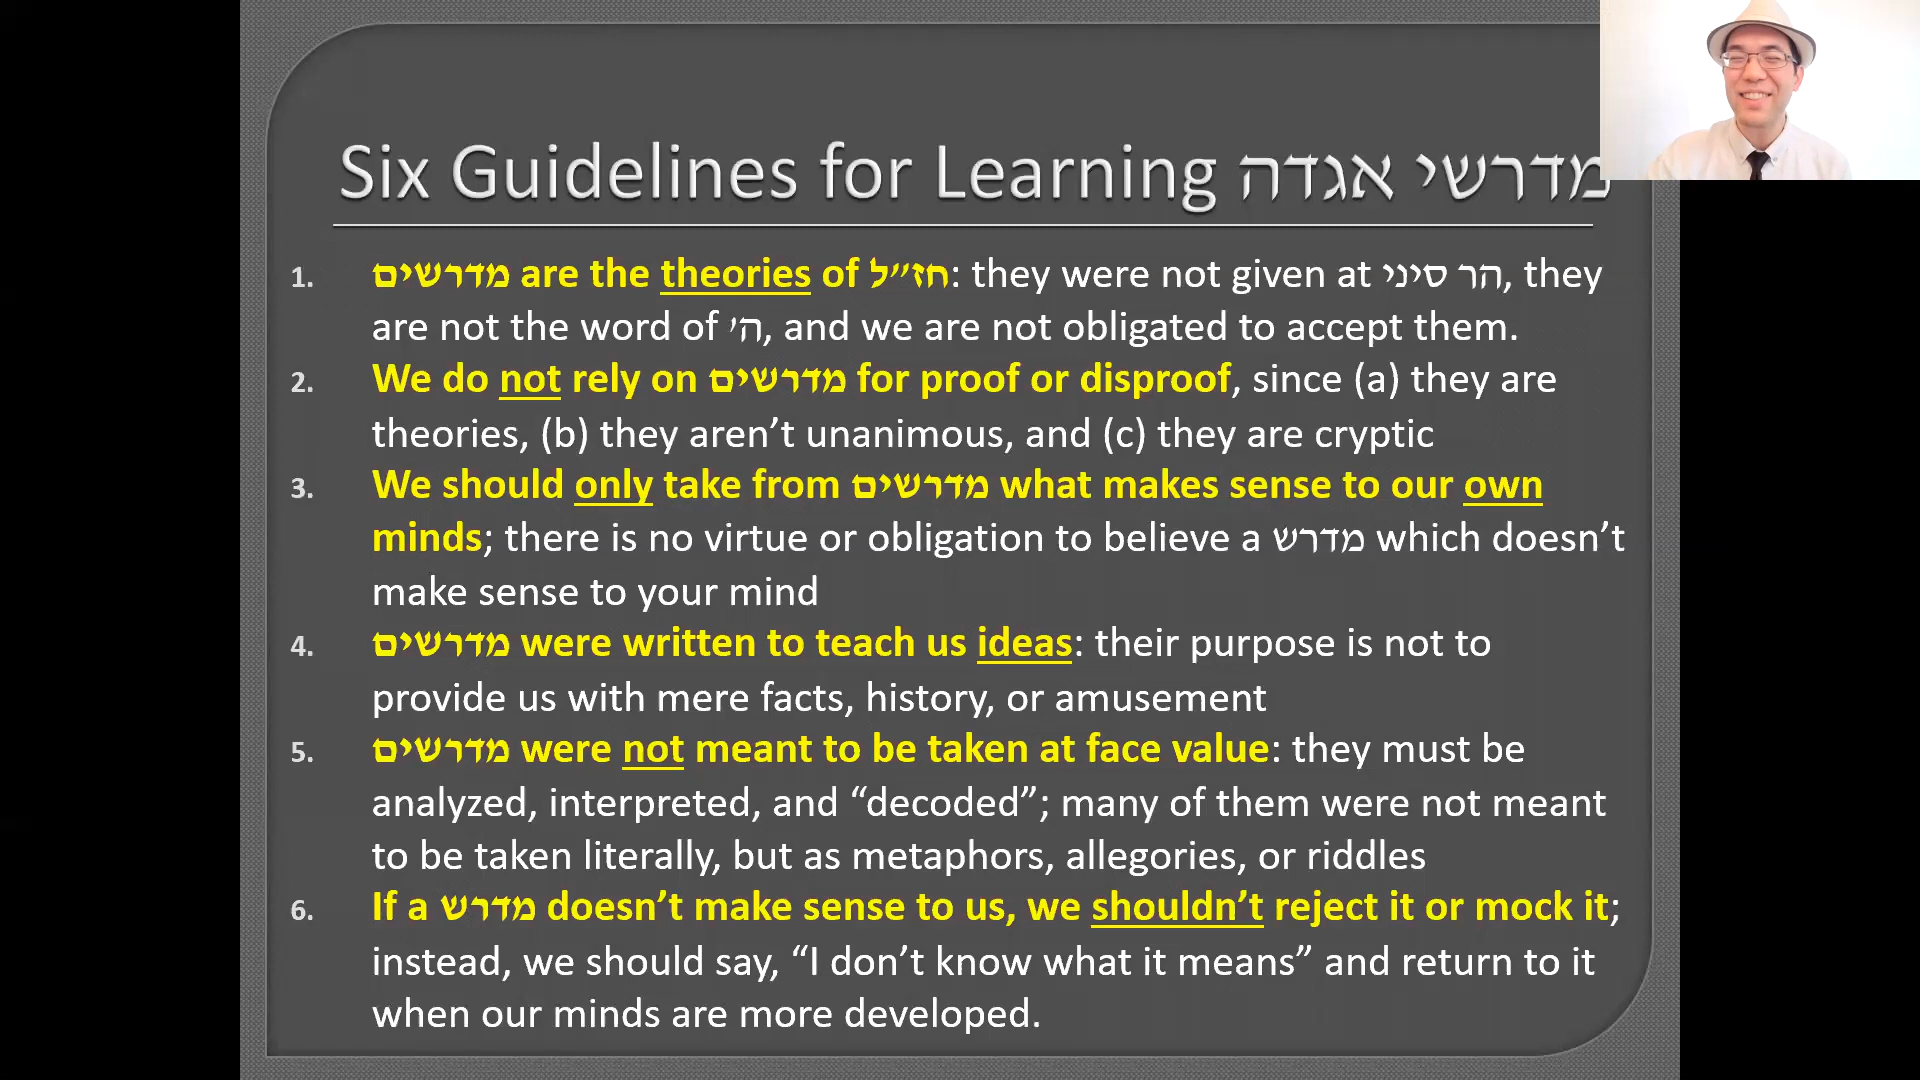 Six Guidelines for Learning מדרשי אגדה
1. מדרשים are the theories of חז״ל: they were not given at הר סיני, they
are not the word of ה׳, and we are not obligated to accept them.
2. We do not rely on מדרשים for proof or disproof, since (a) they are
theories, (b) they aren’t unanimous, and (c) they are cryptic
3. We should only take from מדרשים what makes sense to our own
minds; there is no virtue or obligation to believe a מדרש which doesn’t
make sense to your mind
4. מדרשים were written to teach us ideas: their purpose is not to
provide us with mere facts, history, or amusement
5. מדרשים were not meant to be taken at face value: they must be
analyzed, interpreted, and “decoded”; many of them were not meant
to be taken literally, but as metaphors, allegories, or riddles
6. If a מדרש doesn’t make sense to us, we shouldn’t reject it or mock it;
instead, we should say, “I don’t know what it means” and return to it
when our minds are more developed.